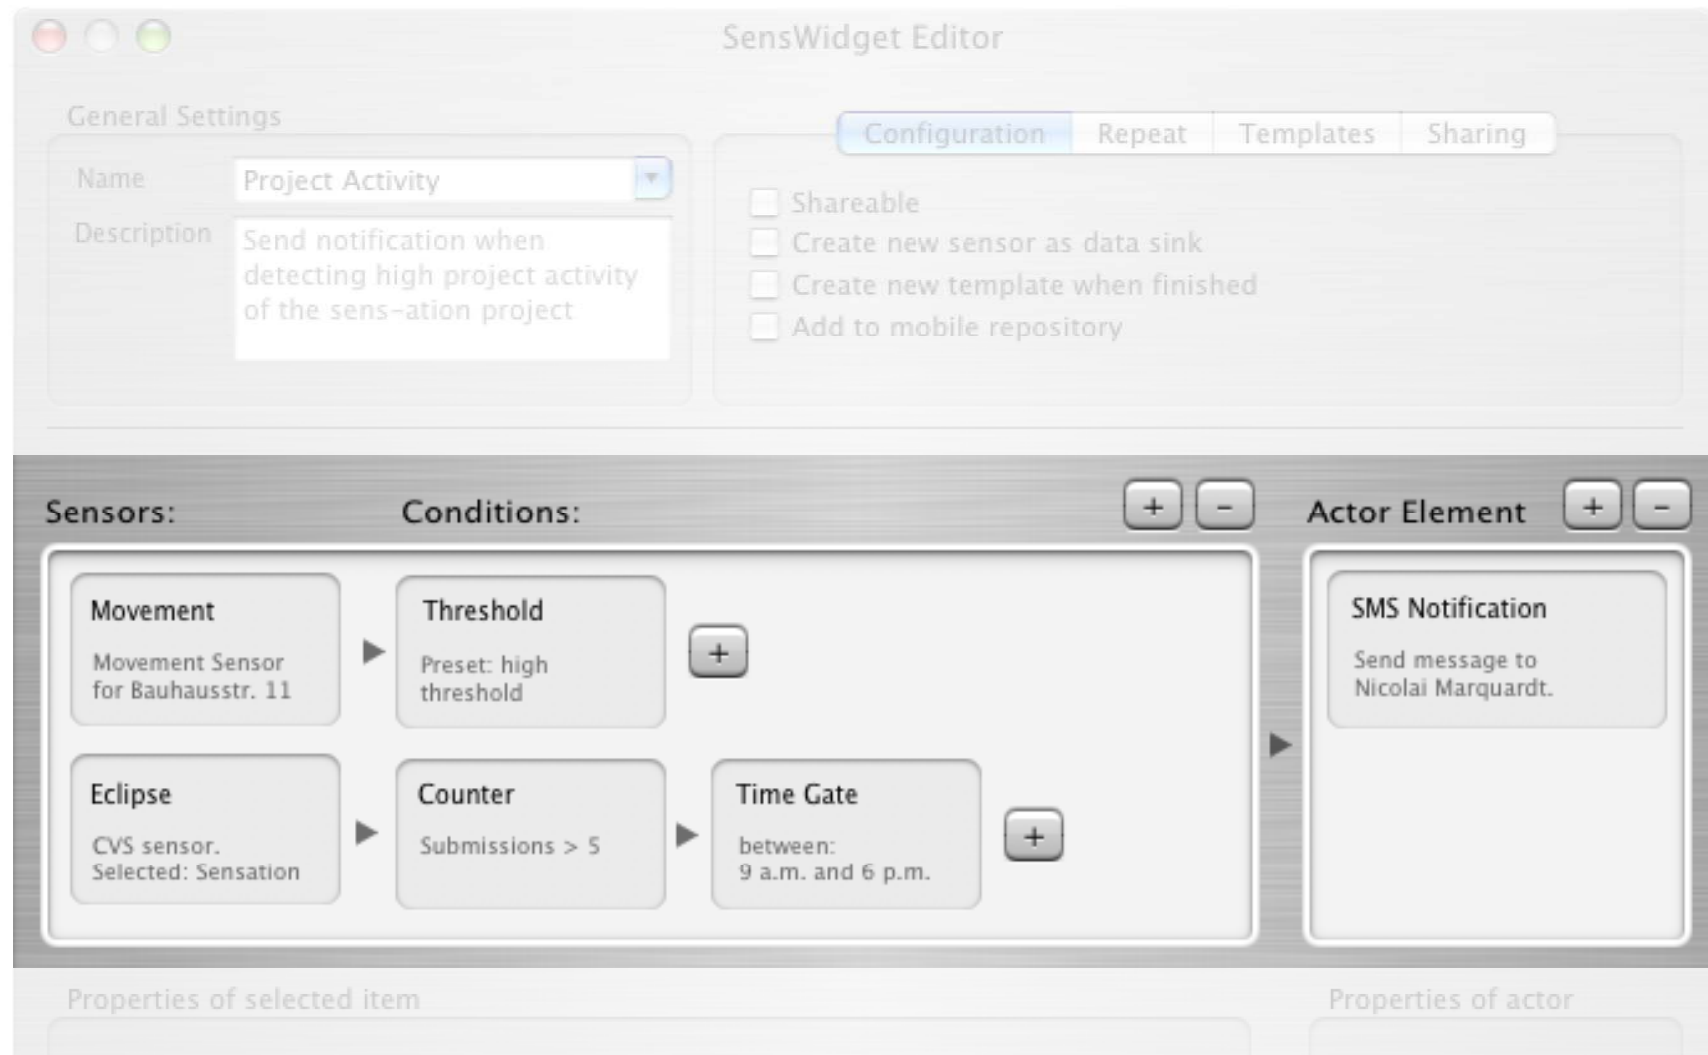 SensWidget Editor
General Settings
Name
Project Activity
Description
Send notification when
detecting high project activity
of the sens-ation project
Configuration
Repeat
Templates
Sharing
Shareable
Create new sensor as data sink
Create new template when finished
Add to mobile repository
Sensors:
Conditions:
+
-
Actor Element
+
-
Movement
Movement Sensor
for Bauhausstr. 11
Threshold
Preset: high
threshold
+
SMS Notification
Send message to
Nicolai Marquardt.
Eclipse
CVS sensor.
Selected: Sensation
Counter
Submissions > 5
Time Gate
between:
9 a.m. and 6 p.m.
+
Properties of selected item
Properties of actor